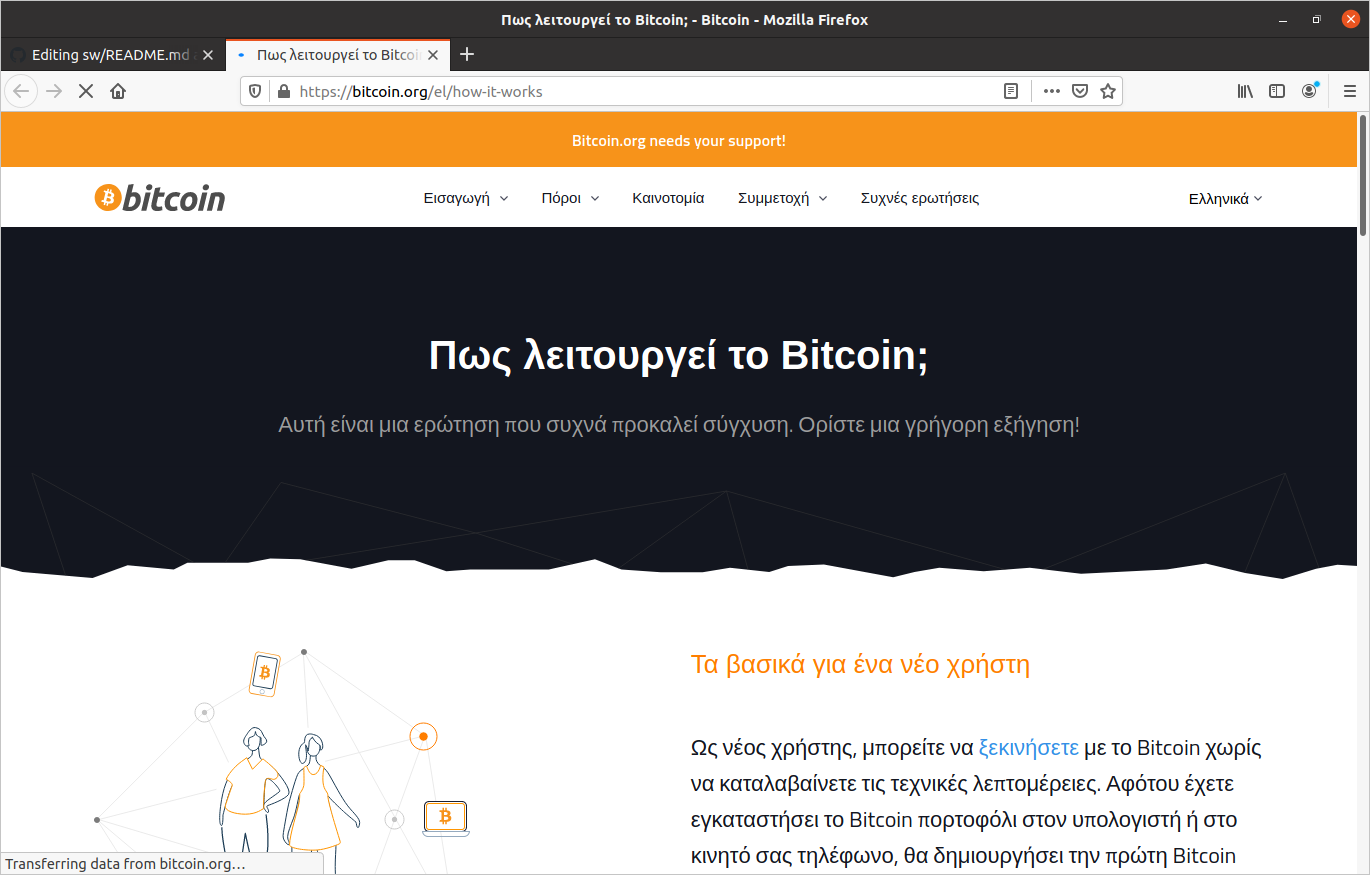 Πως λειτουργεί το Bitcoin; - Bitcoin - Mozilla Firefox
Editing sw/README.md
Πως λειτουργεί το Bitcoi
https://bitcoin.org/el/how-it-works
Bitcoin.org needs your support!
bitcoin
Εισαγωγή
Πόροι
Καινοτομία
Συμμετοχή
Συχνές ερωτήσεις
Ελληνικά
Πως λειτουργεί το Bitcoin;
Αυτή είναι μια ερώτηση που συχνά προκαλεί σύγχυση. Ορίστε μια γρήγορη εξήγηση!
Τα βασικά για ένα νέο χρήστη
Ως νέος χρήστης, μπορείτε να ξεκινήσετε με το Bitcoin χωρίς
να καταλαβαίνετε τις τεχνικές λεπτομέρειες. Αφότου έχετε
εγκαταστήσει το Bitcoin πορτοφόλι στον υπολογιστή ή στο
κινητό σας τηλέφωνο, θα δημιουργήσει την πρώτη Bitcoin
Transferring data from bitcoin.org…